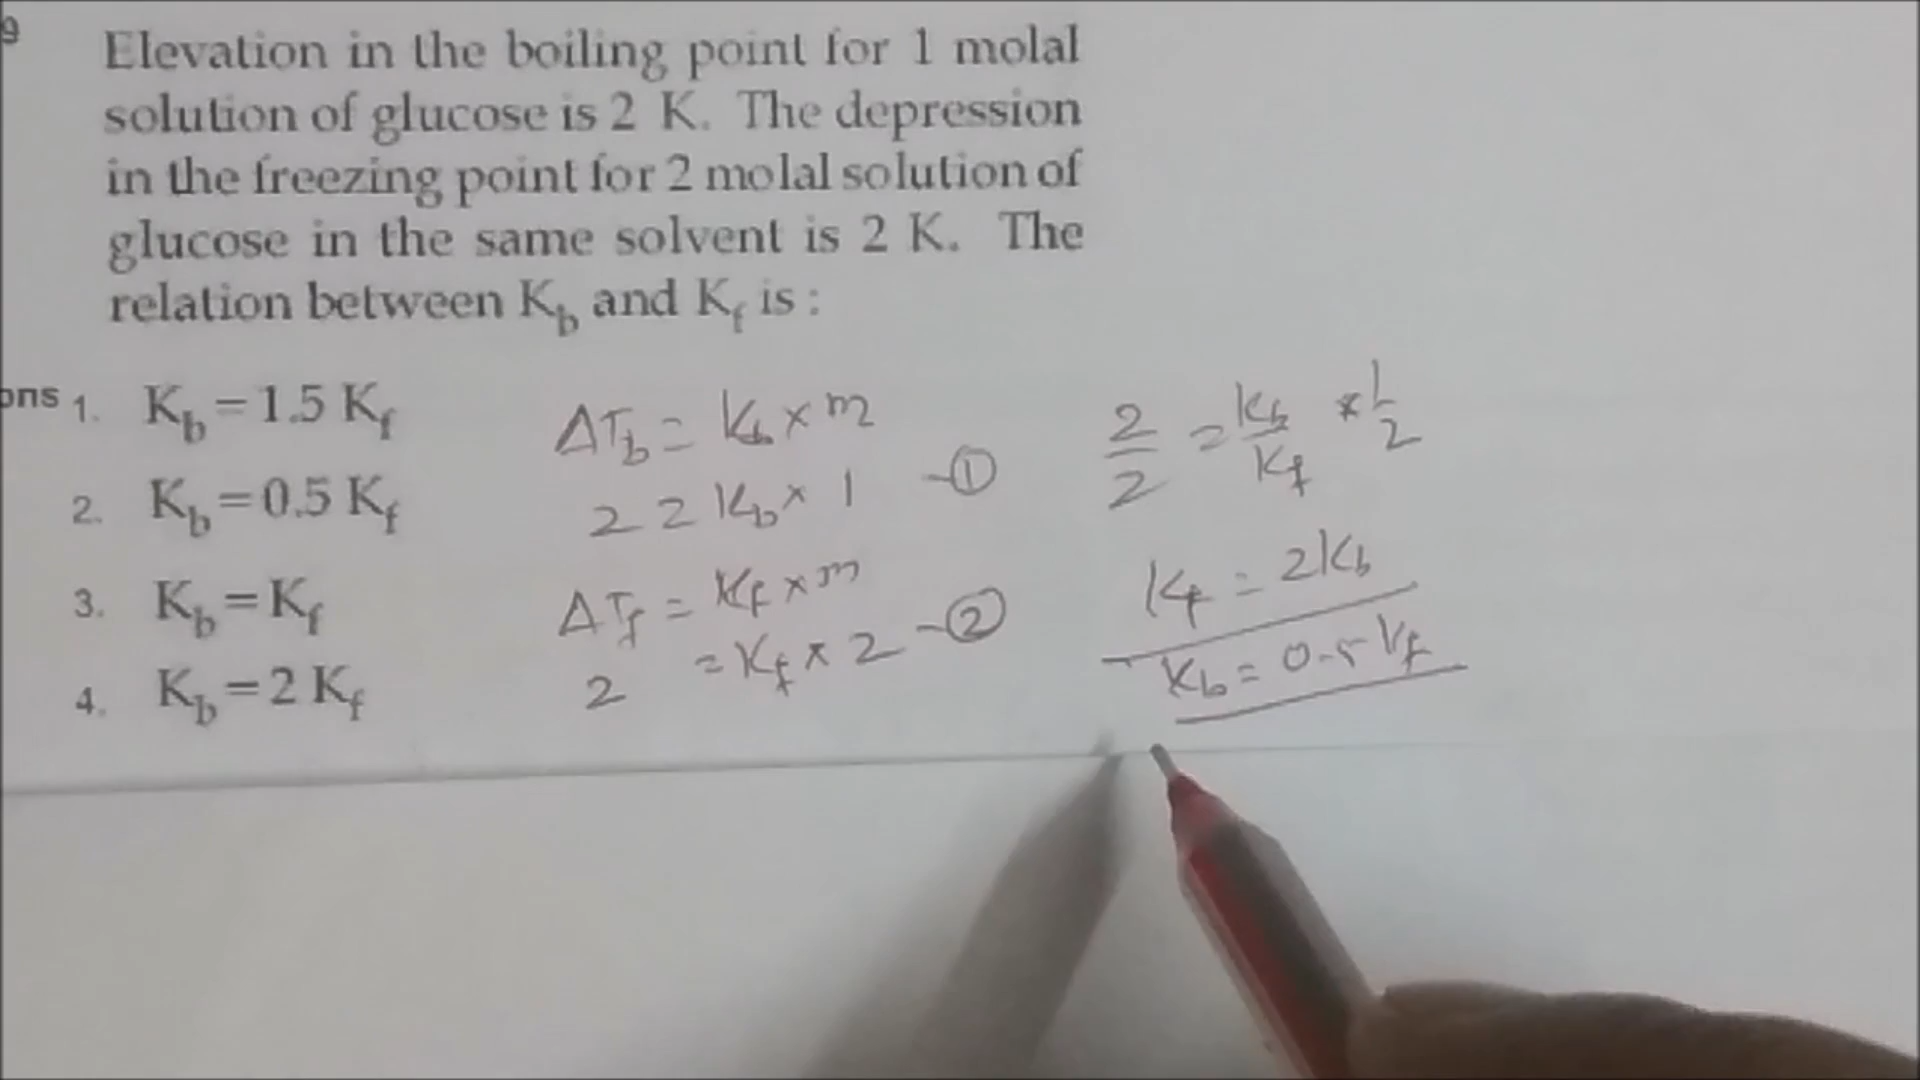 9
Elevation in the boiling point for 1 molal
solution of glucose is 2 K. The depression
in the freezing point for 2 molal solution of
glucose in the same solvent is 2 K. The
relation between K_b and K_f is :
ons 1. K_b = 1.5 K_f
2. K_b = 0.5 K_f
3. K_b = K_f
4. K_b = 2 K_f
ΔT_b = K_b × m
2 = K_b × 1 - ①
ΔT_f = K_f × m
2 = K_f × 2 - ②
2/2 = K_b/K_f × 1/2
K_f = 2K_b
K_b = 0.5 K_f